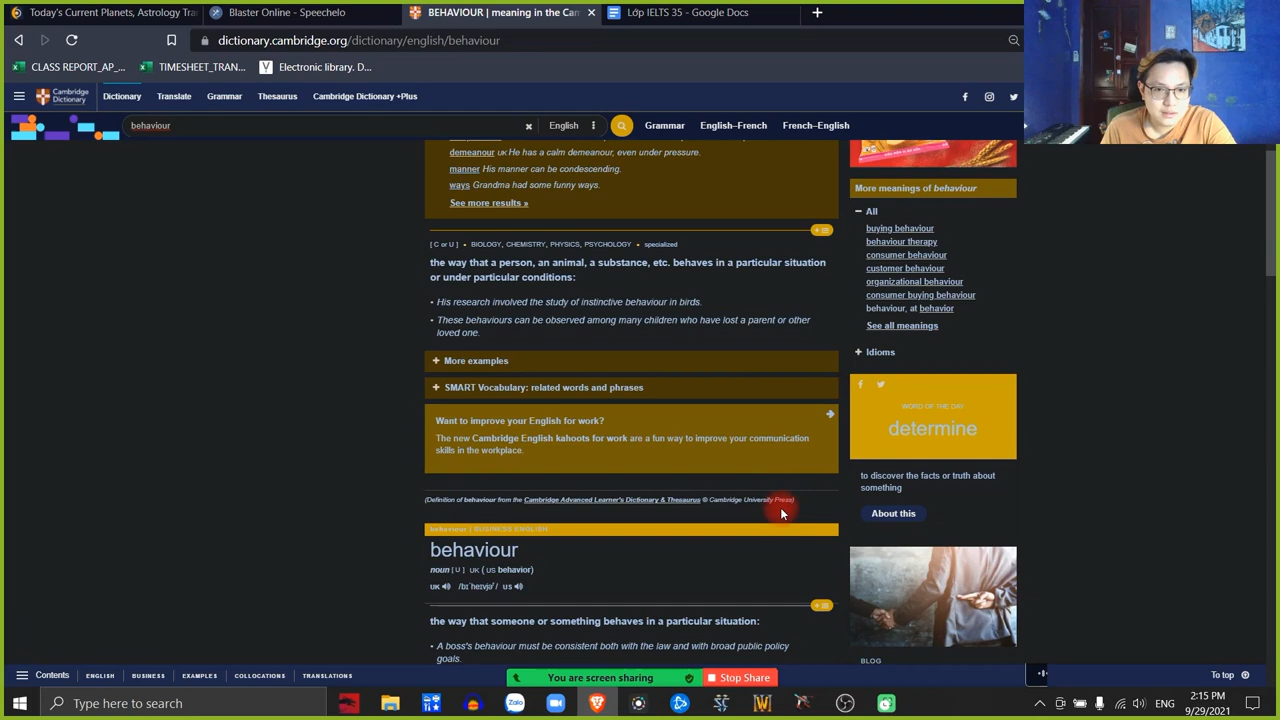 Today's Current Planets, Astrology Tran
Blaster Online - Speechelo
BEHAVIOUR | meaning in the Cam
Lớp IELTS 35 - Google Docs
dictionary.cambridge.org/dictionary/english/behaviour
CLASS REPORT_AP_...
TIMESHEET_TRAN...
Electronic library. D...
Cambridge
Dictionary
Dictionary
Translate
Grammar
Thesaurus
Cambridge Dictionary +Plus
behaviour
English
Grammar
English–French
French–English
demeanour UK He has a calm demeanour, even under pressure.
manner His manner can be condescending.
ways Grandma had some funny ways.
See more results »
[ C or U ] • BIOLOGY, CHEMISTRY, PHYSICS, PSYCHOLOGY • specialized
the way that a person, an animal, a substance, etc. behaves in a particular situation
or under particular conditions:
• His research involved the study of instinctive behaviour in birds.
• These behaviours can be observed among many children who have lost a parent or other
loved one.
+ More examples
+ SMART Vocabulary: related words and phrases
Want to improve your English for work?
The new Cambridge English kahoots for work are a fun way to improve your communication
skills in the workplace.
(Definition of behaviour from the Cambridge Advanced Learner's Dictionary & Thesaurus © Cambridge University Press)
behaviour | BUSINESS ENGLISH
behaviour
noun [ U ] UK ( US behavior)
UK /bɪˈheɪvjər/ US
the way that someone or something behaves in a particular situation:
• A boss's behaviour must be consistent both with the law and with broad public policy
goals.
More meanings of behaviour
− All
buying behaviour
behaviour therapy
consumer behaviour
customer behaviour
organizational behaviour
consumer buying behaviour
behaviour, at behavior
See all meanings
+ Idioms
WORD OF THE DAY
determine
to discover the facts or truth about
something
About this
BLOG
Contents
ENGLISH
BUSINESS
EXAMPLES
COLLOCATIONS
TRANSLATIONS
To top
You are screen sharing
Stop Share
Type here to search
Zalo
ENG
2:15 PM
9/29/2021